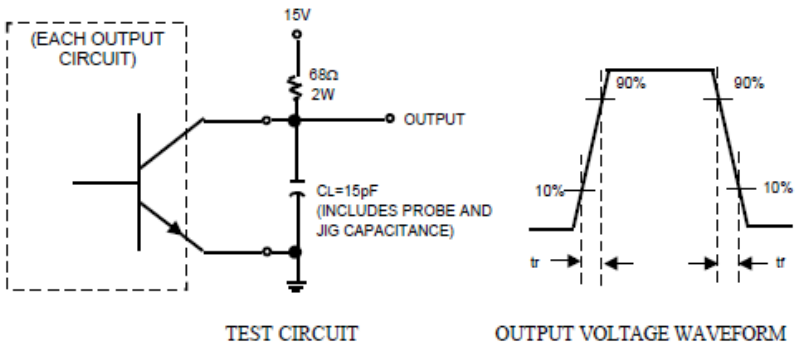 15V
(EACH OUTPUT
CIRCUIT)
68Ω
2W
OUTPUT
CL=15pF
(INCLUDES PROBE AND
JIG CAPACITANCE)
90%
90%
10%
10%
tr
tf
TEST CIRCUIT
OUTPUT VOLTAGE WAVEFORM